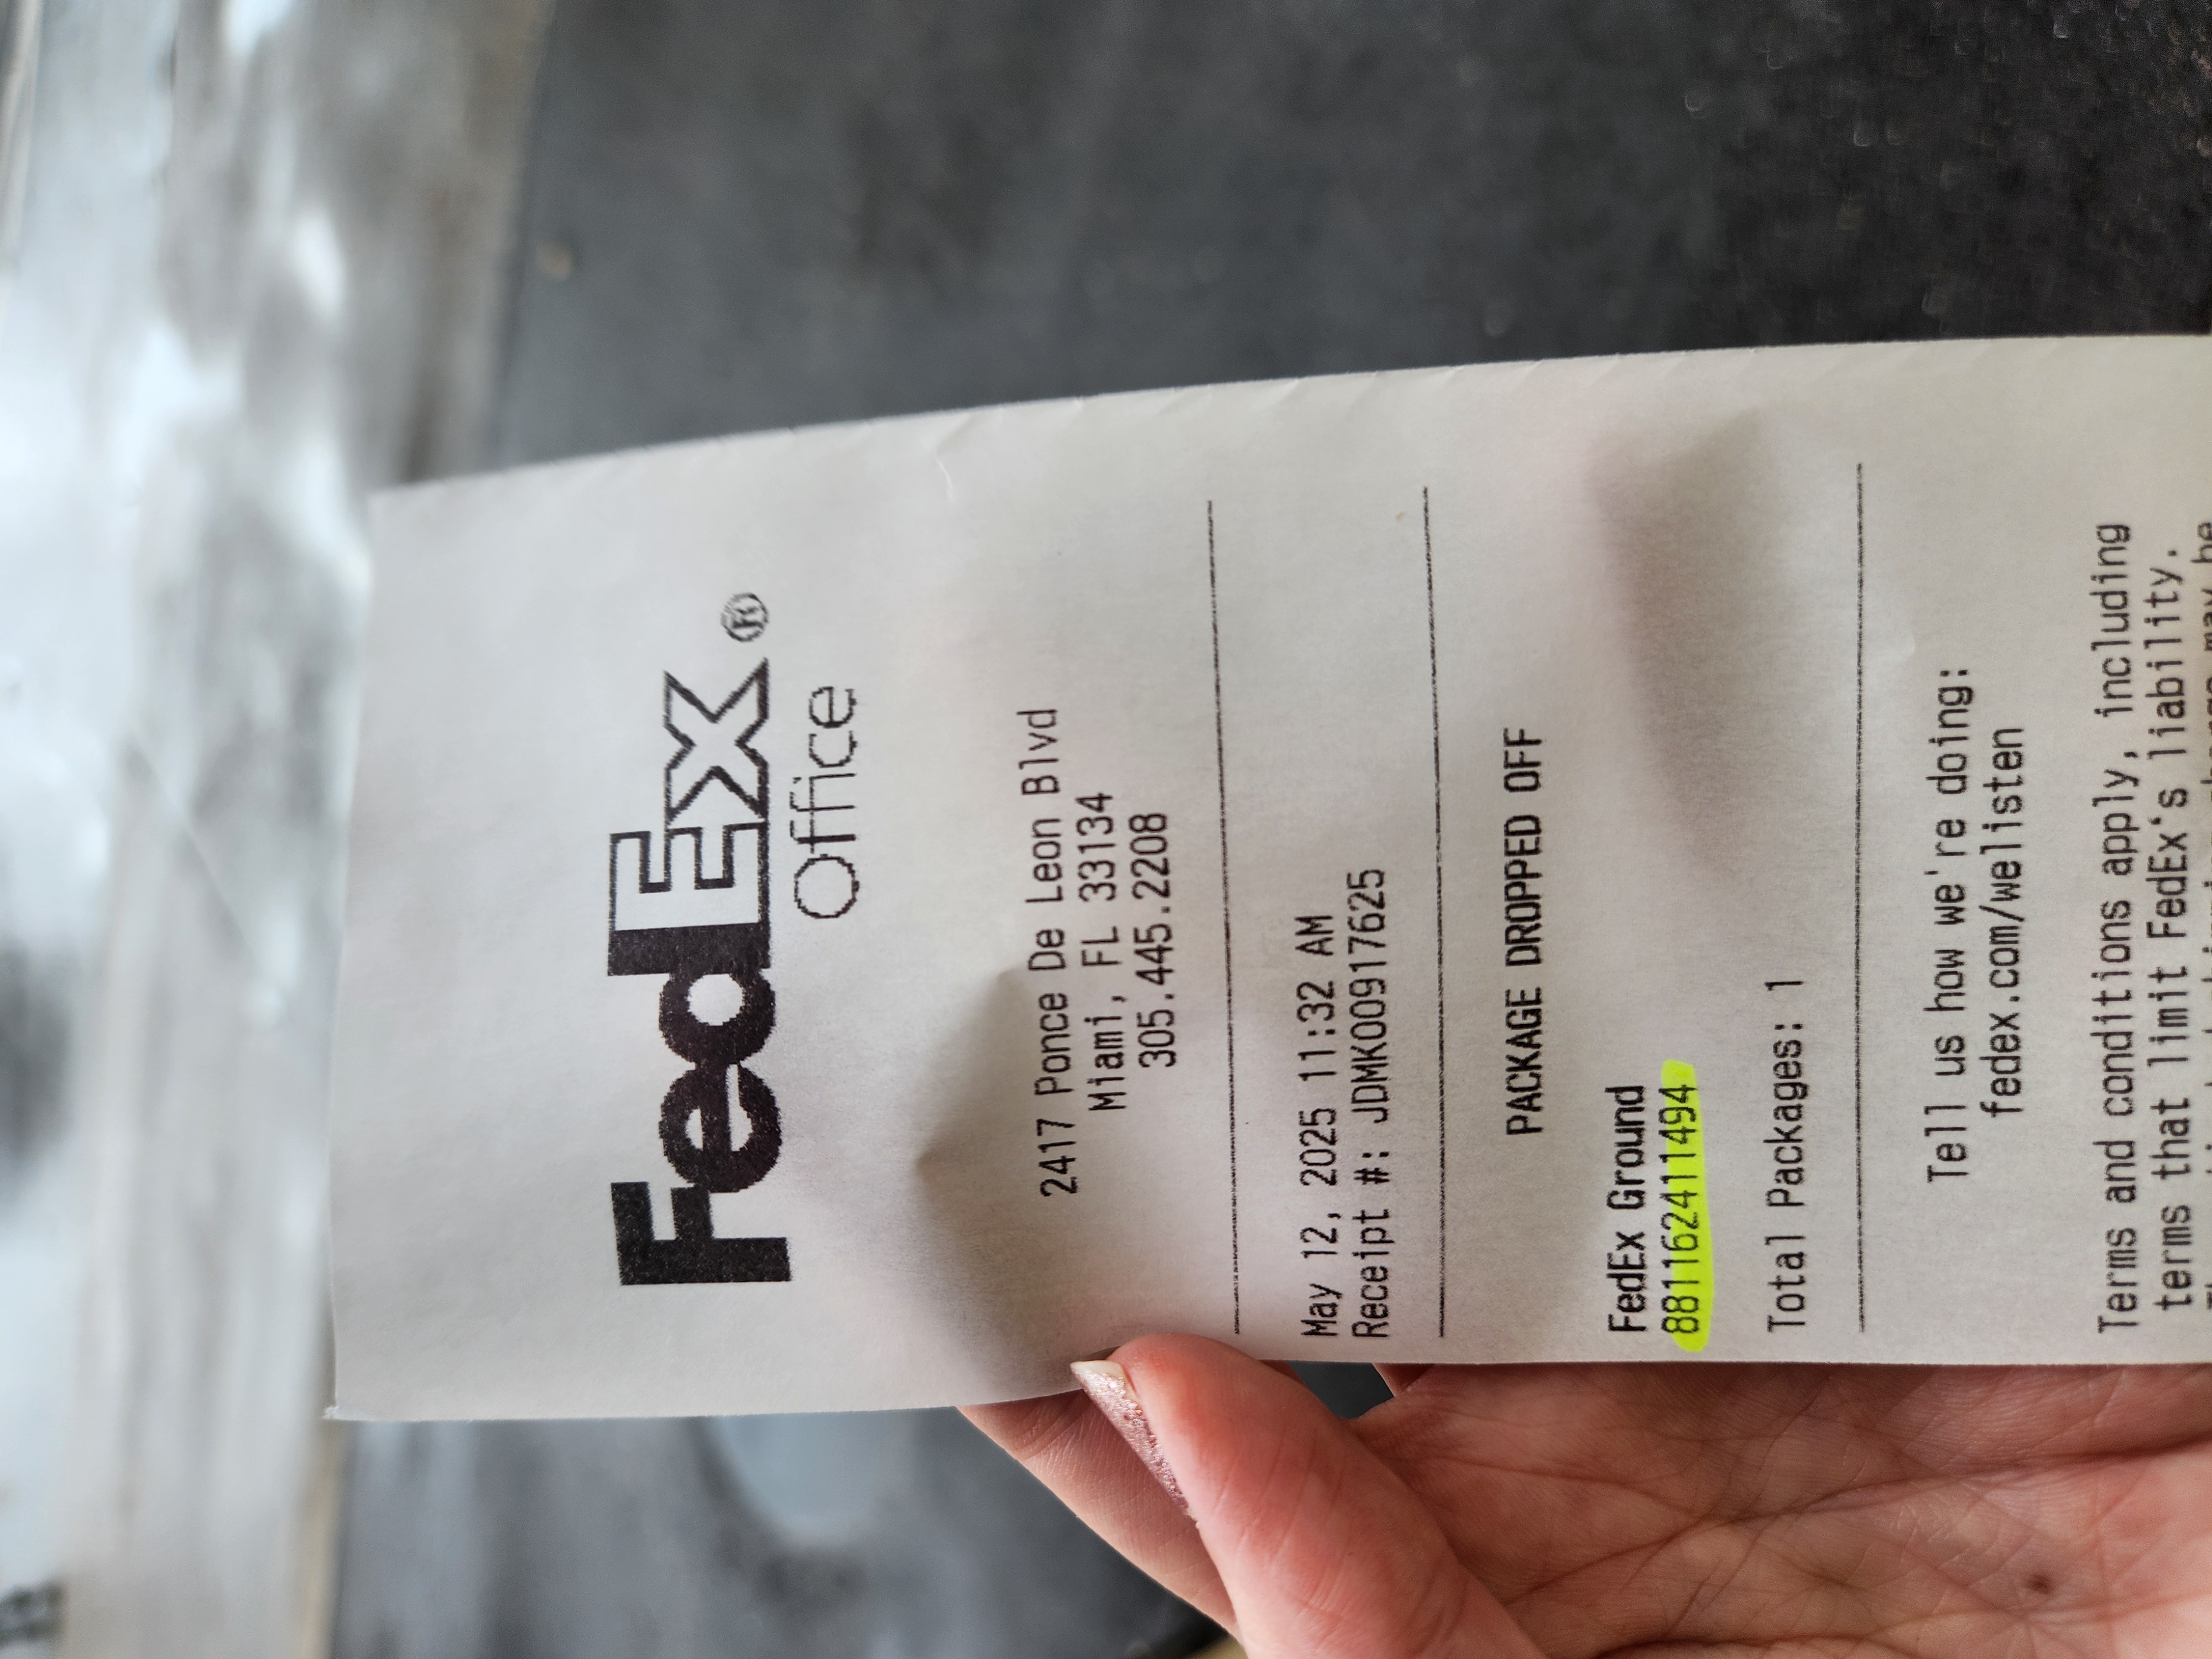 FedEx®
Office
2417 Ponce De Leon Blvd
Miami, FL 33134
305.445.2208
May 12, 2025 11:32 AM
Receipt #: JDMK00917625
PACKAGE DROPPED OFF
FedEx Ground
881162411494
Total Packages: 1
Tell us how we're doing:
fedex.com/welisten
Terms and conditions apply, including
terms that limit FedEx's liability.
may be